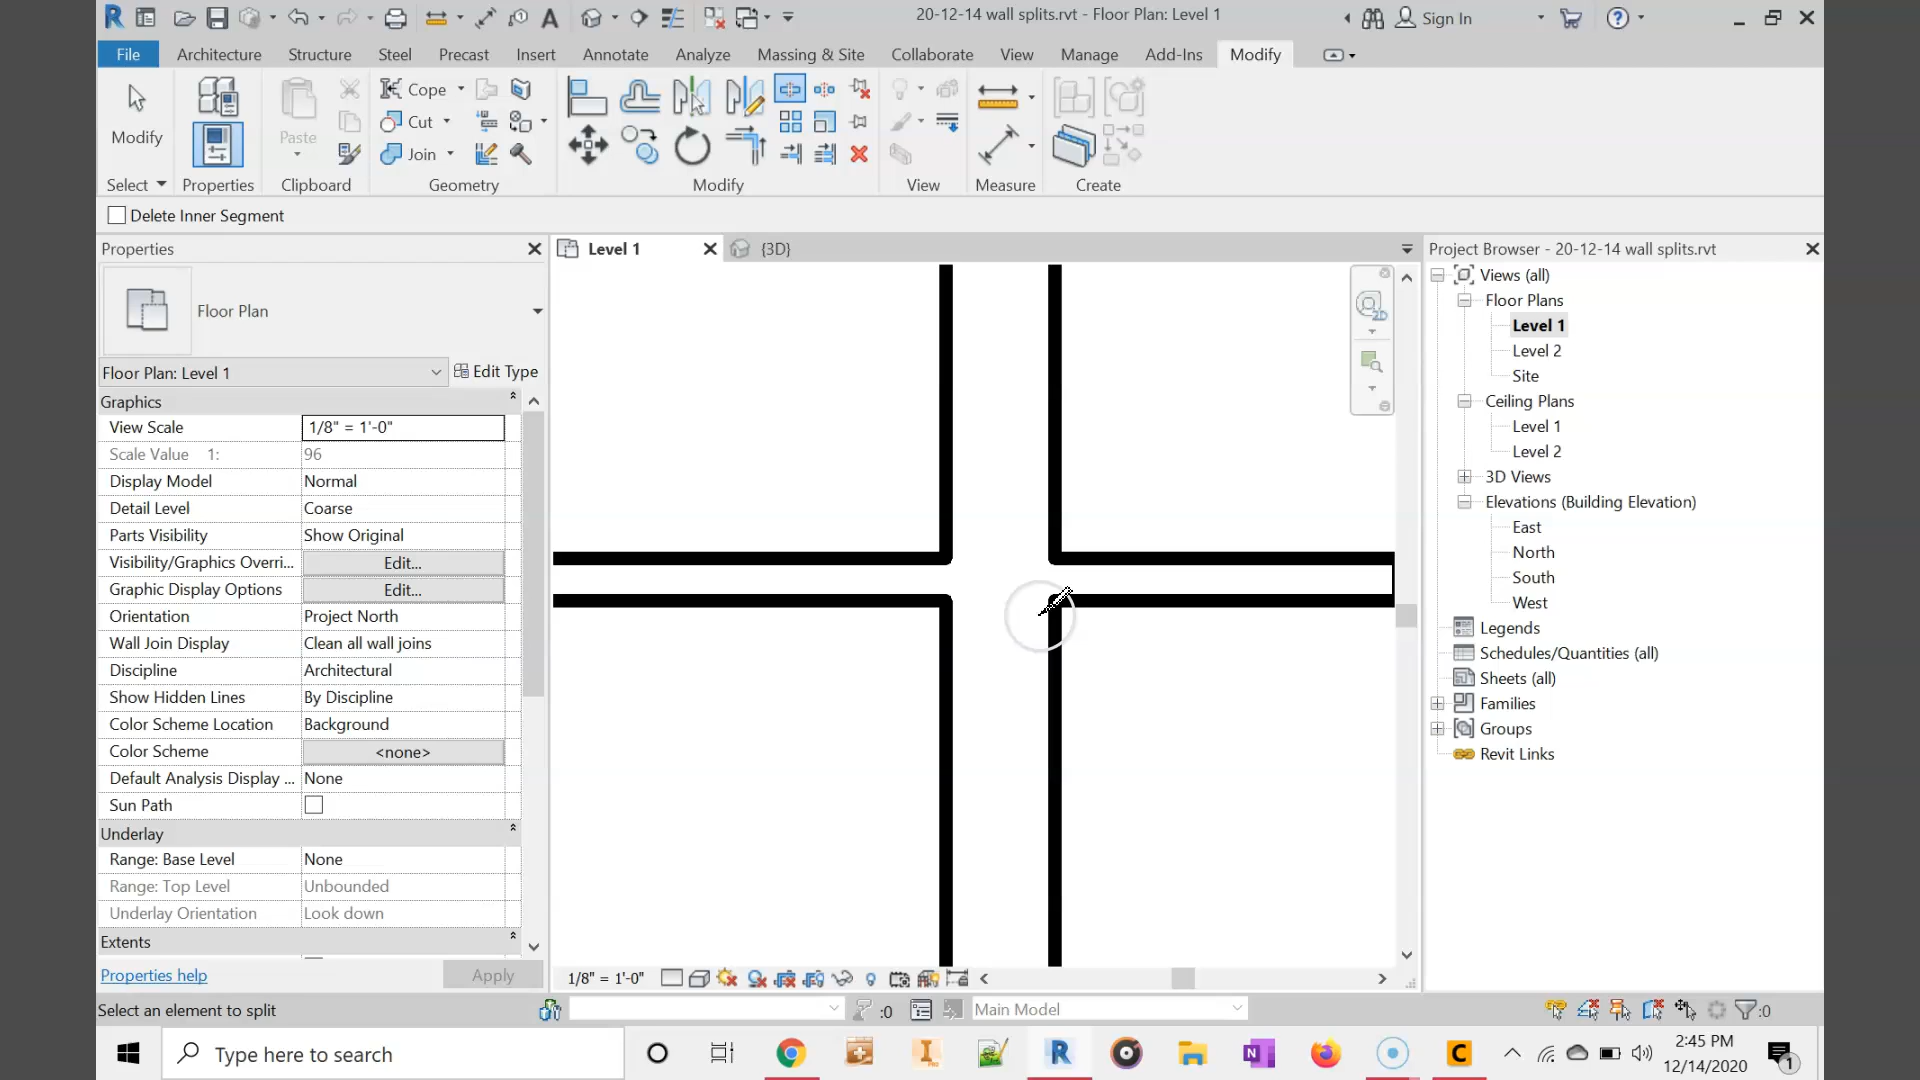 20-12-14 wall splits.rvt - Floor Plan: Level 1
Sign In
File Architecture Structure Steel Precast Insert Annotate Analyze Massing & Site Collaborate View Manage Add-Ins Modify
Modify
Paste
Cope
Cut
Join
Select Properties Clipboard Geometry Modify View Measure Create
Delete Inner Segment
Properties
Level 1
{3D}
Project Browser - 20-12-14 wall splits.rvt
Floor Plan
Floor Plan: Level 1
Edit Type
Graphics
View Scale 1/8" = 1'-0"
Scale Value 1: 96
Display Model Normal
Detail Level Coarse
Parts Visibility Show Original
Visibility/Graphics Overri... Edit...
Graphic Display Options Edit...
Orientation Project North
Wall Join Display Clean all wall joins
Discipline Architectural
Show Hidden Lines By Discipline
Color Scheme Location Background
Color Scheme <none>
Default Analysis Display ... None
Sun Path
Underlay
Range: Base Level None
Range: Top Level Unbounded
Underlay Orientation Look down
Extents
Properties help
Apply
2D
Views (all)
Floor Plans
Level 1
Level 2
Site
Ceiling Plans
Level 1
Level 2
3D Views
Elevations (Building Elevation)
East
North
South
West
Legends
Schedules/Quantities (all)
Sheets (all)
Families
Groups
Revit Links
1/8" = 1'-0"
Select an element to split
:0
Main Model
:0
Type here to search
2:45 PM
12/14/2020
1